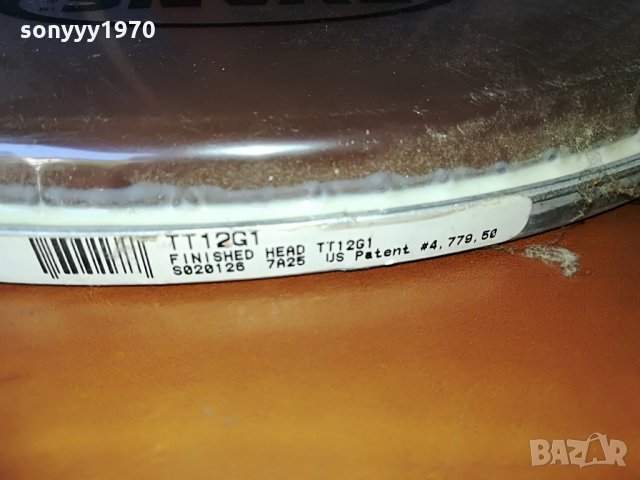 sonyyy1970
TT12G1
FINISHED HEAD TT12G1
S020126 7A25 US Patent #4,779,50
BAZAR